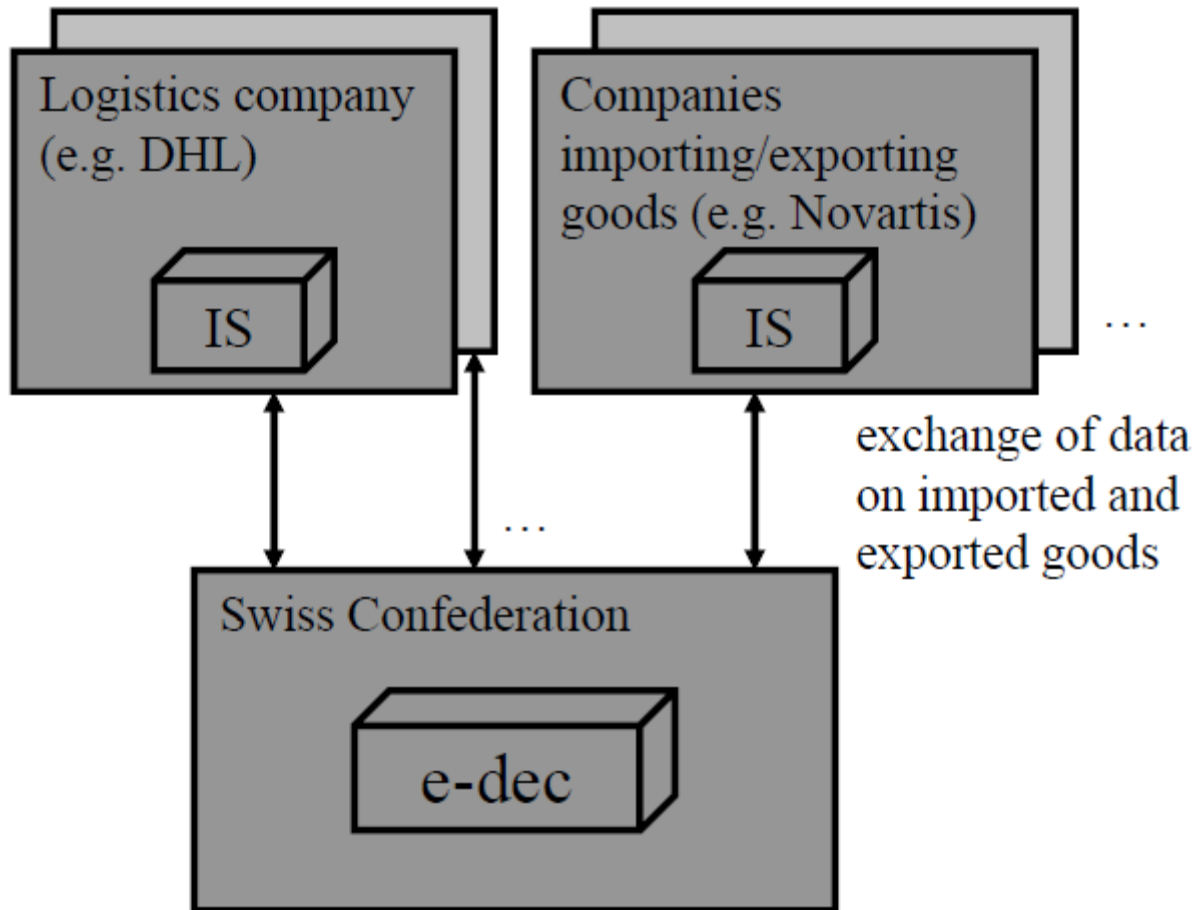 Logistics company
(e.g. DHL)
IS
Companies
importing/exporting
goods (e.g. Novartis)
IS
…
exchange of data
on imported and
exported goods
…
Swiss Confederation
e-dec